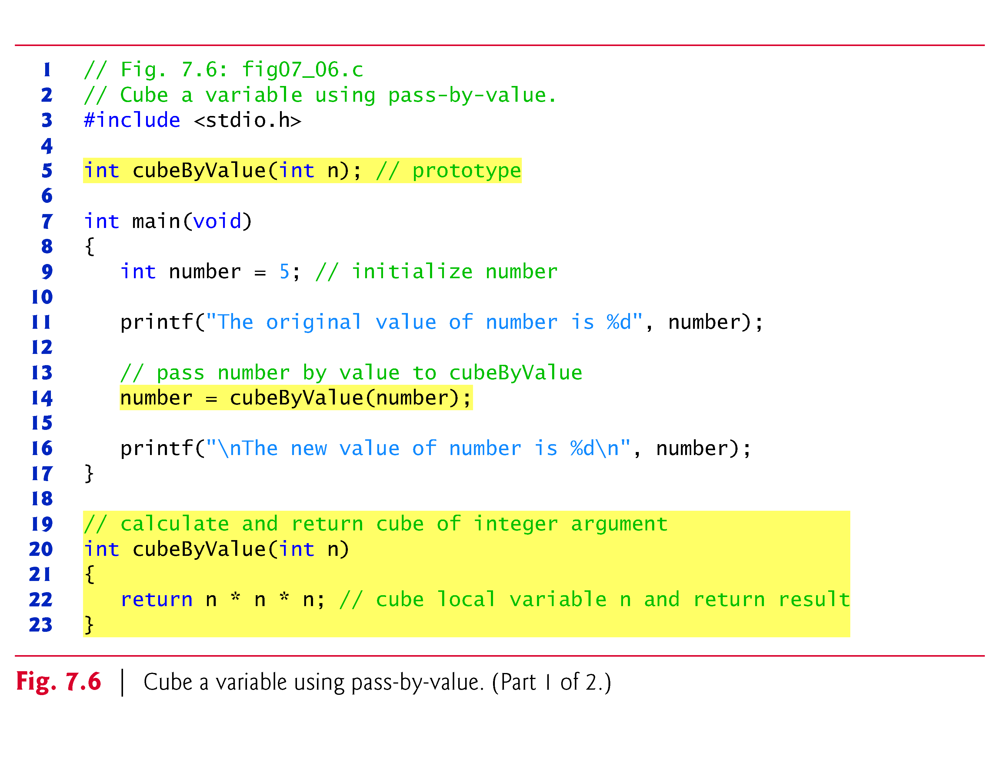 1 // Fig. 7.6: fig07_06.c
2 // Cube a variable using pass-by-value.
3 #include <stdio.h>
4
5 int cubeByValue(int n); // prototype
6
7 int main(void)
8 {
9 int number = 5; // initialize number
10
11 printf("The original value of number is %d", number);
12
13 // pass number by value to cubeByValue
14 number = cubeByValue(number);
15
16 printf("\nThe new value of number is %d\n", number);
17 }
18
19 // calculate and return cube of integer argument
20 int cubeByValue(int n)
21 {
22 return n * n * n; // cube local variable n and return result
23 }
Fig. 7.6 | Cube a variable using pass-by-value. (Part 1 of 2.)